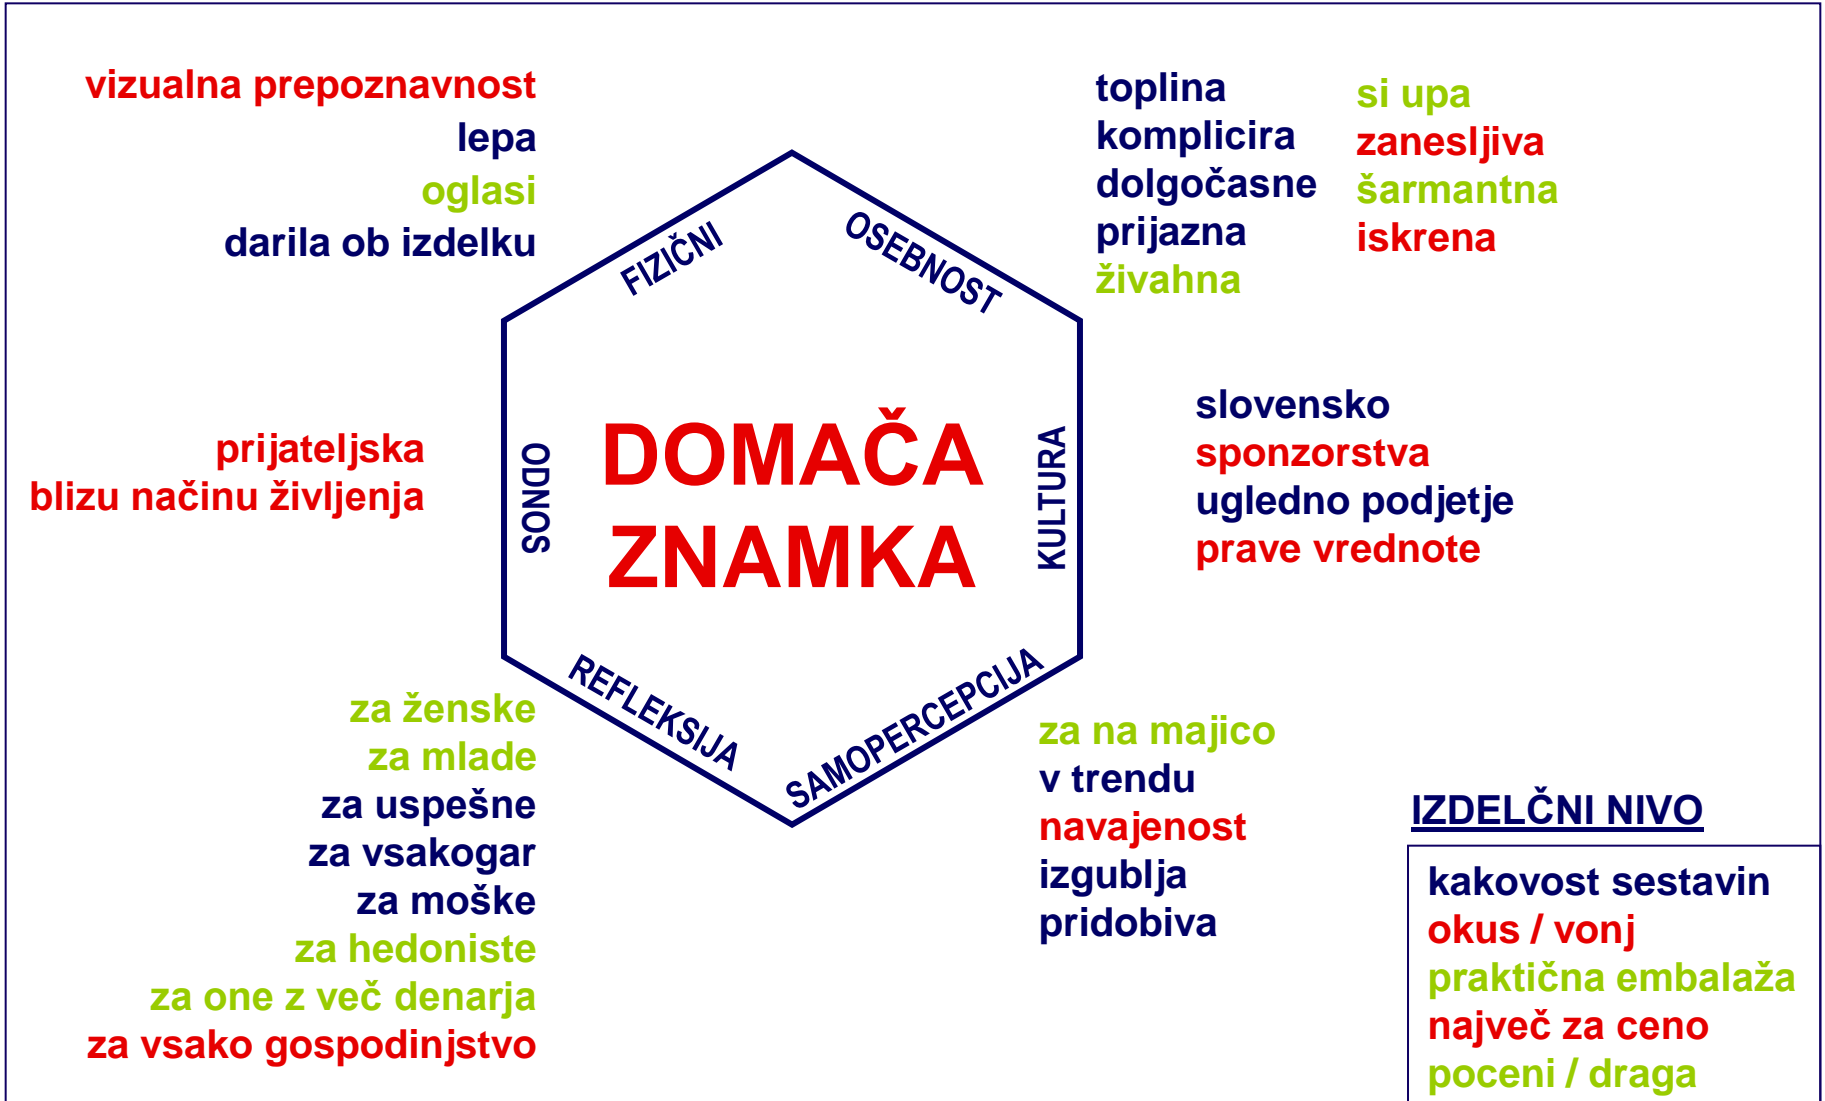 vizualna prepoznavnost
lepa
oglasi
darila ob izdelku
toplina
komplicira
dolgočasne
prijazna
živahna
si upa
zanesljiva
šarmantna
iskrena
FIZIČNI
OSEBNOST
prijateljska
blizu načinu življenja
ODNOS
DOMAČA
ZNAMKA
KULTURA
slovensko
sponzorstva
ugledno podjetje
prave vrednote
REFLEKSIJA
SAMOPERCEPCIJA
za ženske
za mlade
za uspešne
za vsakogar
za moške
za hedoniste
za one z več denarja
za vsako gospodinjstvo
za na majico
v trendu
navajenost
izgublja
pridobiva
IZDELČNI NIVO
kakovost sestavin
okus / vonj
praktična embalaža
največ za ceno
poceni / draga